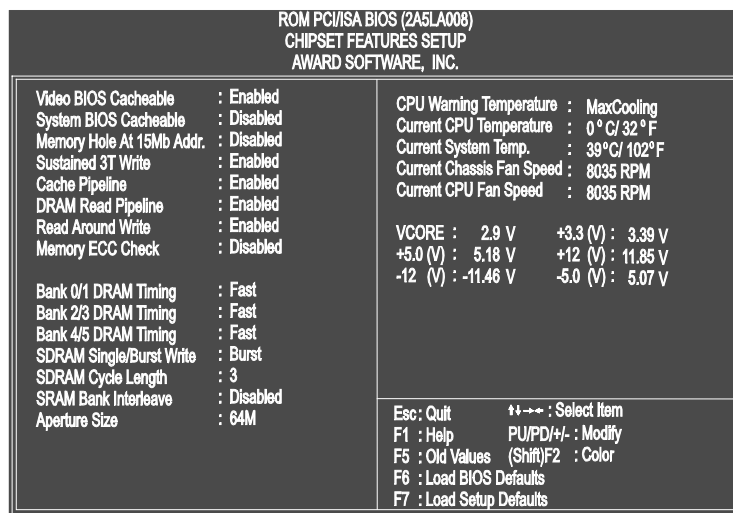 ROM PCI/ISA BIOS (2A5LA008)
CHIPSET FEATURES SETUP
AWARD SOFTWARE, INC.
Video BIOS Cacheable : Enabled
System BIOS Cacheable : Disabled
Memory Hole At 15Mb Addr. : Disabled
Sustained 3T Write : Enabled
Cache Pipeline : Enabled
DRAM Read Pipeline : Enabled
Read Around Write : Enabled
Memory ECC Check : Disabled
Bank 0/1 DRAM Timing : Fast
Bank 2/3 DRAM Timing : Fast
Bank 4/5 DRAM Timing : Fast
SDRAM Single/Burst Write : Burst
SDRAM Cycle Length : 3
SRAM Bank Interleave : Disabled
Aperture Size : 64M
CPU Warning Temperature : MaxCooling
Current CPU Temperature : 0°C/ 32°F
Current System Temp. : 39°C/ 102°F
Current Chassis Fan Speed : 8035 RPM
Current CPU Fan Speed : 8035 RPM
VCORE : 2.9 V +3.3 (V) : 3.39 V
+5.0 (V) : 5.18 V +12 (V) : 11.85 V
-12 (V) : -11.46 V -5.0 (V) : 5.07 V
Esc : Quit ↑↓→← : Select Item
F1 : Help PU/PD/+/- : Modify
F5 : Old Values (Shift)F2 : Color
F6 : Load BIOS Defaults
F7 : Load Setup Defaults